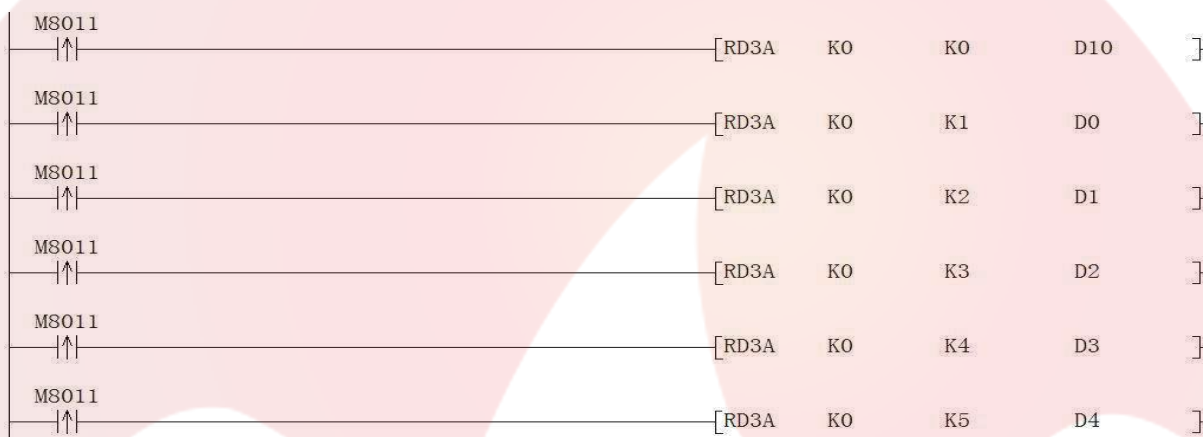 M8011
[RD3A K0 K0 D10 ]
M8011
[RD3A K0 K1 D0 ]
M8011
[RD3A K0 K2 D1 ]
M8011
[RD3A K0 K3 D2 ]
M8011
[RD3A K0 K4 D3 ]
M8011
[RD3A K0 K5 D4 ]